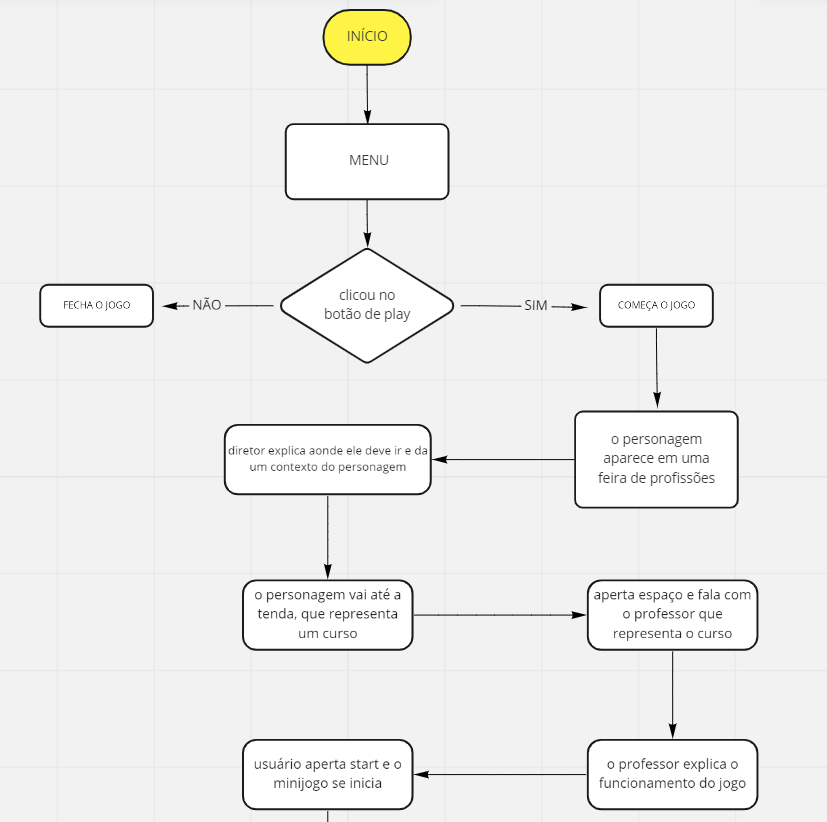 INÍCIO
MENU
clicou no
botão de play
NÃO
FECHA O JOGO
SIM
COMEÇA O JOGO
o personagem
aparece em uma
feira de profissões
diretor explica aonde ele deve ir e da
um contexto do personagem
o personagem vai até a
tenda, que representa
um curso
aperta espaço e fala com
o professor que
representa o curso
o professor explica o
funcionamento do jogo
usuário aperta start e o
minijogo se inicia